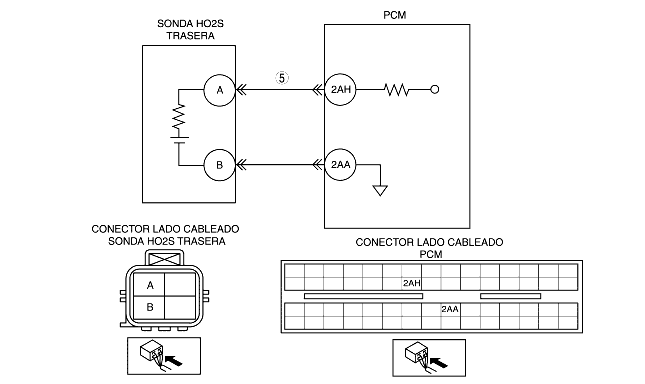 SONDA HO2S
TRASERA
PCM
A
5
2AH
B
2AA
CONECTOR LADO CABLEADO
SONDA HO2S TRASERA
A
B
CONECTOR LADO CABLEADO
PCM
2AH
2AA